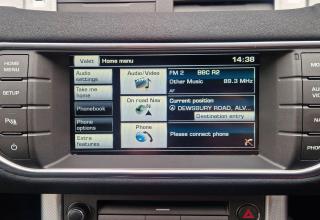 Valet
Home menu
14:38
Audio settings
Take me home
Phonebook
Phone options
Extra features
Audio/Video
On road Nav
Phone
FM 2 BBC R2
Other Music 89.3 MHz
AF
Current position
DEWSBURY ROAD, ALV...
Destination entry
Please connect phone
HOME
MENU
SETUP
NAV
PHON